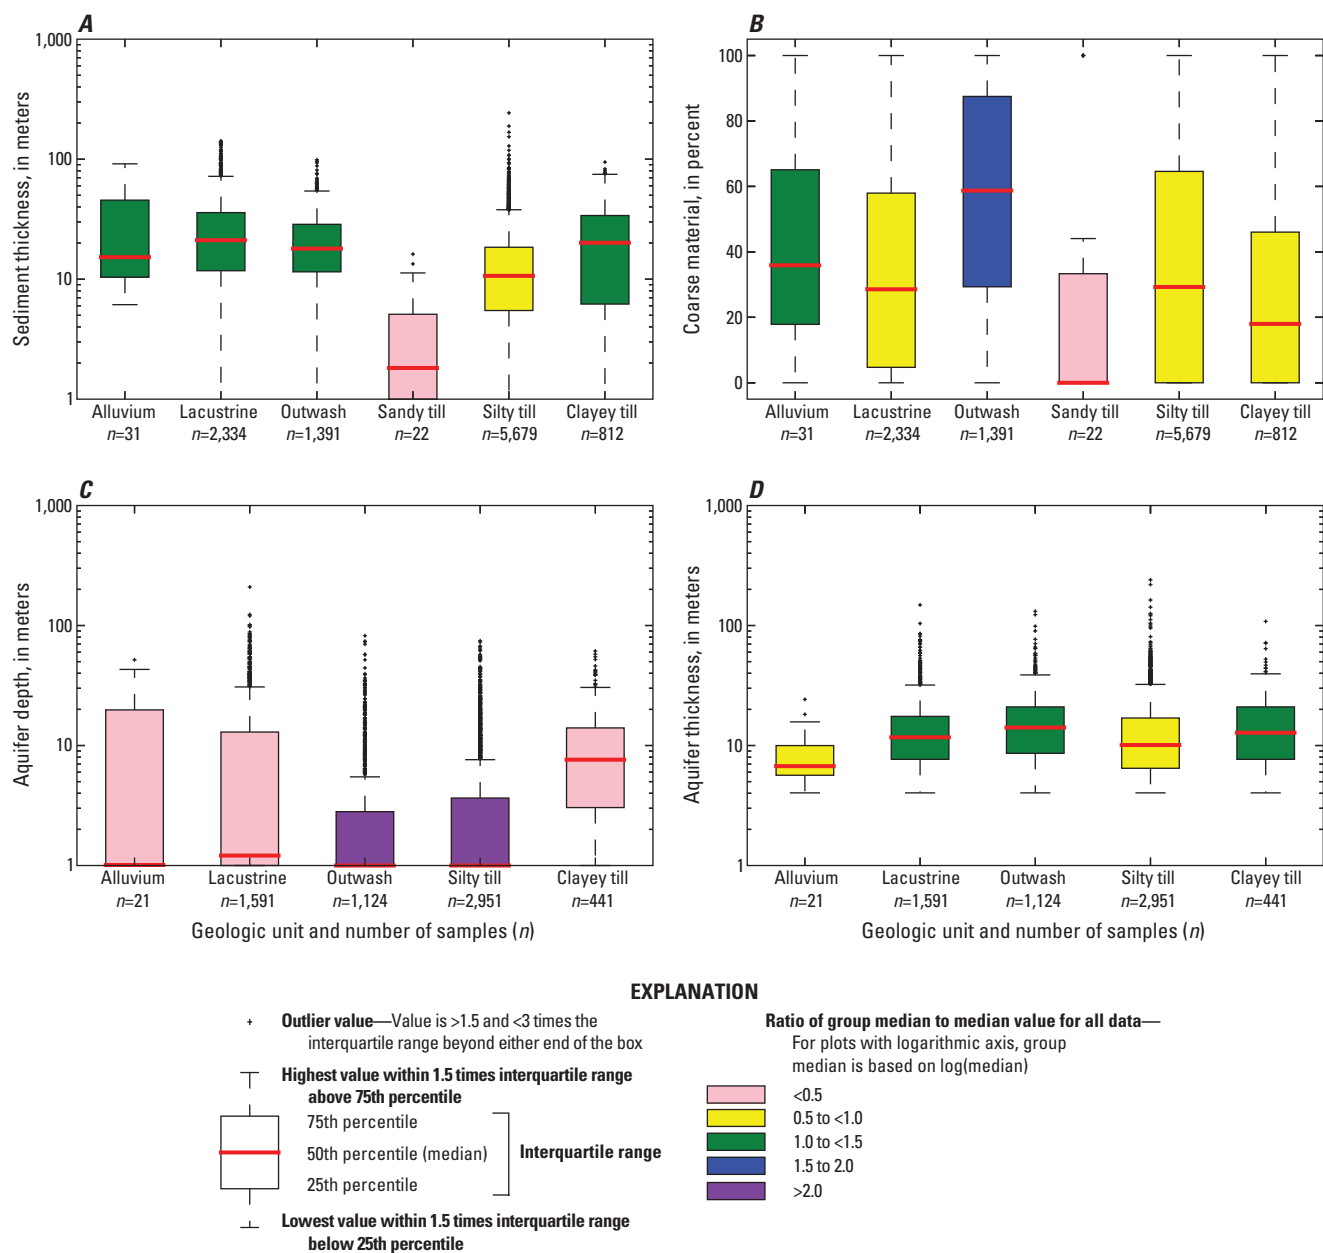 A
Sediment thickness, in meters
1,000
100
10
1
Alluvium Lacustrine Outwash Sandy till Silty till Clayey till
n=31 n=2,334 n=1,391 n=22 n=5,679 n=812
B
Coarse material, in percent
100
80
60
40
20
0
Alluvium Lacustrine Outwash Sandy till Silty till Clayey till
n=31 n=2,334 n=1,391 n=22 n=5,679 n=812
C
Aquifer depth, in meters
1,000
100
10
1
Alluvium Lacustrine Outwash Silty till Clayey till
n=21 n=1,591 n=1,124 n=2,951 n=441
Geologic unit and number of samples (n)
D
Aquifer thickness, in meters
1,000
100
10
1
Alluvium Lacustrine Outwash Silty till Clayey till
n=21 n=1,591 n=1,124 n=2,951 n=441
Geologic unit and number of samples (n)
EXPLANATION
Outlier value—Value is >1.5 and <3 times the
interquartile range beyond either end of the box
Highest value within 1.5 times interquartile range
above 75th percentile
75th percentile
50th percentile (median)
25th percentile
Interquartile range
Lowest value within 1.5 times interquartile range
below 25th percentile
Ratio of group median to median value for all data—
For plots with logarithmic axis, group
median is based on log(median)
<0.5
0.5 to <1.0
1.0 to <1.5
1.5 to 2.0
>2.0